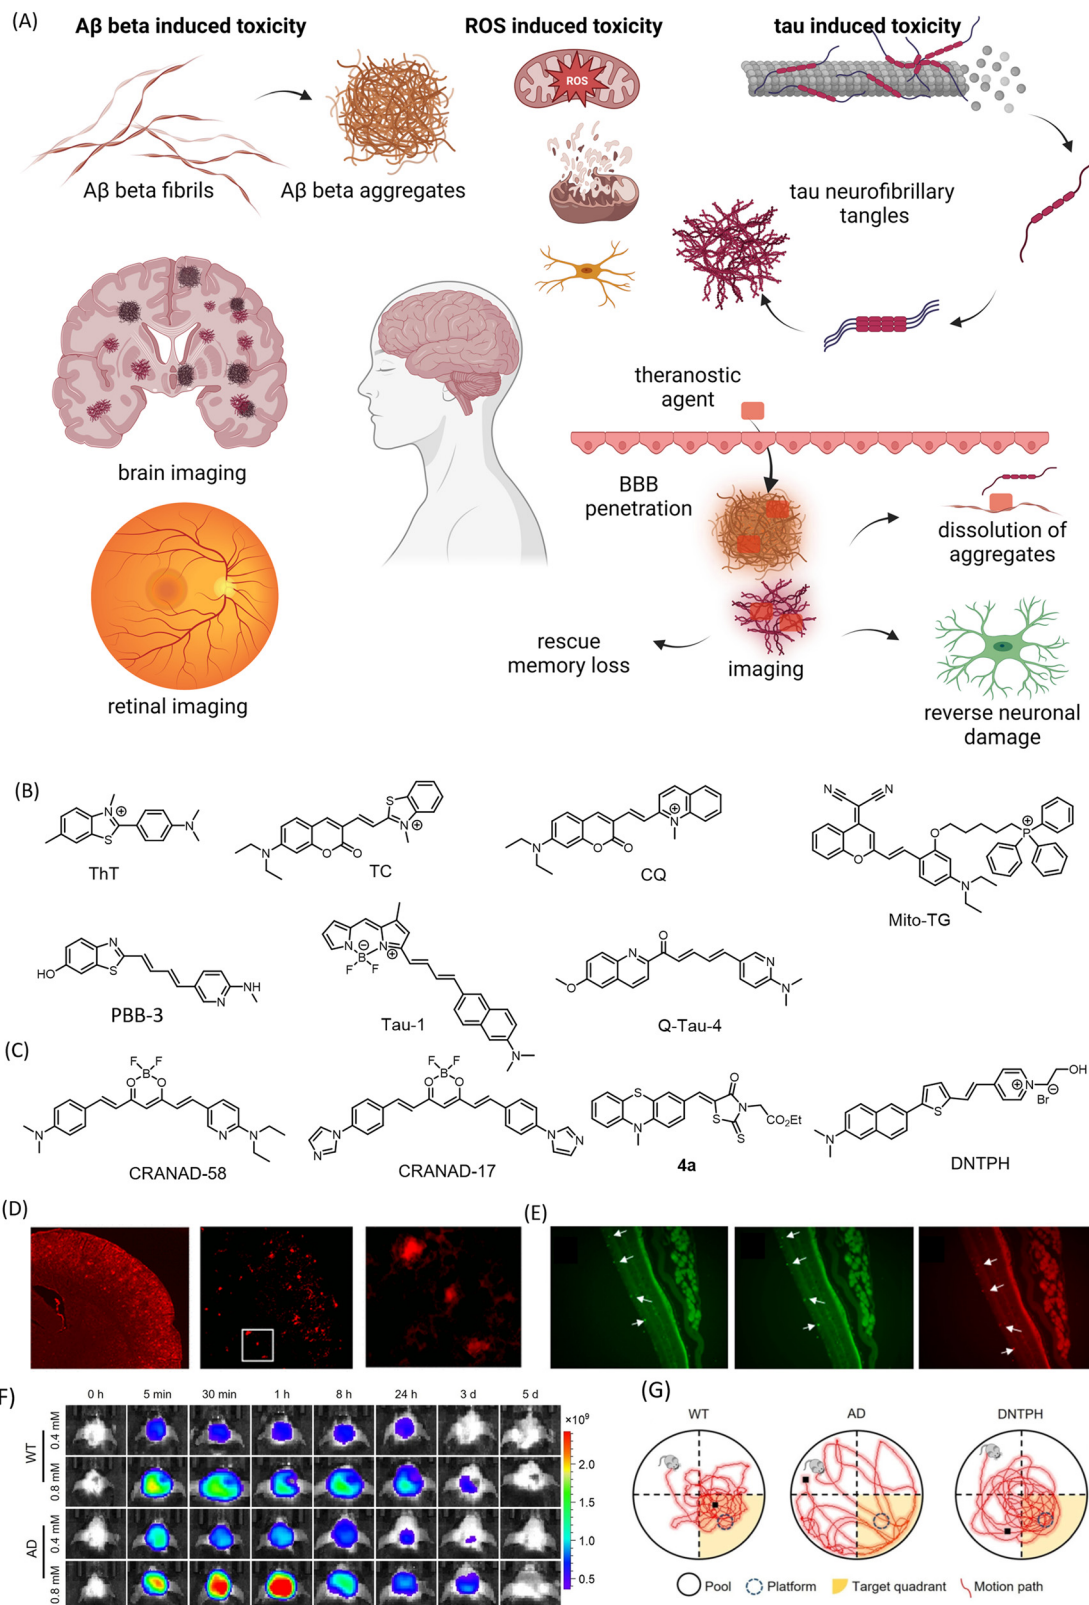 (A)
Aβ beta induced toxicity
ROS induced toxicity
tau induced toxicity
ROS
Aβ beta fibrils
Aβ beta aggregates
tau neurofibrillary
tangles
brain imaging
theranostic
agent
BBB
penetration
dissolution of
aggregates
rescue
memory loss
imaging
retinal imaging
reverse neuronal
damage
(B)
ThT
TC
CQ
Mito-TG
PBB-3
Tau-1
Q-Tau-4
(C)
CRANAD-58
CRANAD-17
4a
DNTPH
(D)
(E)
F)
0 h 5 min 30 min 1 h 8 h 24 h 3 d 5 d
WT
0.4 mM
0.8 mM
AD
0.4 mM
0.8 mM
×10⁹
2.0
1.5
1.0
0.5
(G)
WT AD DNTPH
Pool Platform Target quadrant Motion path